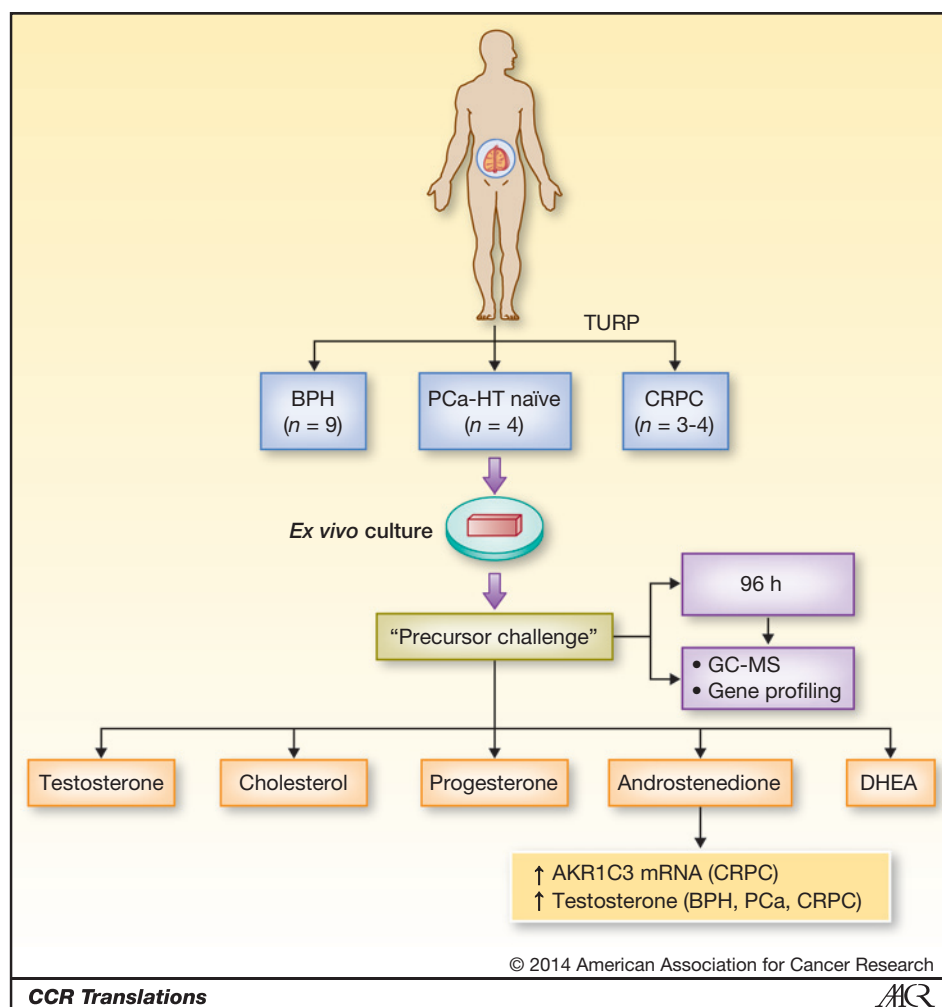 TURP
BPH
(n = 9)
PCa-HT naïve
(n = 4)
CRPC
(n = 3-4)
Ex vivo culture
“Precursor challenge”
96 h
• GC-MS
• Gene profiling
Testosterone
Cholesterol
Progesterone
Androstenedione
DHEA
↑ AKR1C3 mRNA (CRPC)
↑ Testosterone (BPH, PCa, CRPC)
© 2014 American Association for Cancer Research
CCR Translations
AACR